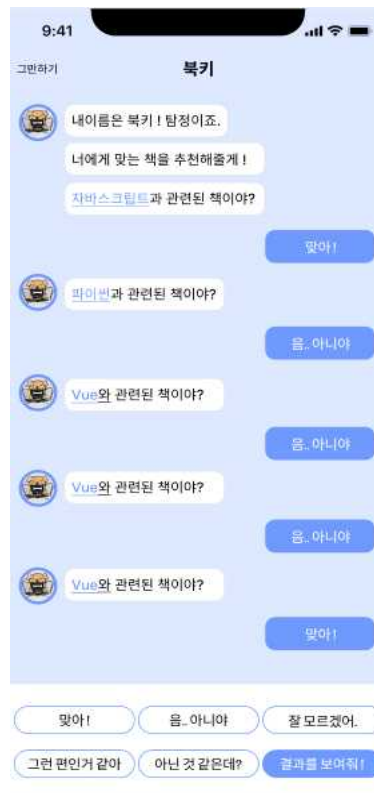 9:41
그만하기
북키
내이름은 북키 ! 탐정이죠.
너에게 맞는 책을 추천해줄게 !
자바스크립트과 관련된 책이야?
맞아 !
파이썬과 관련된 책이야?
음.. 아니야
Vue와 관련된 책이야?
음.. 아니야
Vue와 관련된 책이야?
음.. 아니야
Vue와 관련된 책이야?
맞아 !
맞아 ! 음.. 아니야 잘 모르겠어.
그런 편인거 같아 아닌 것 같은데? 결과를 보여줘 !